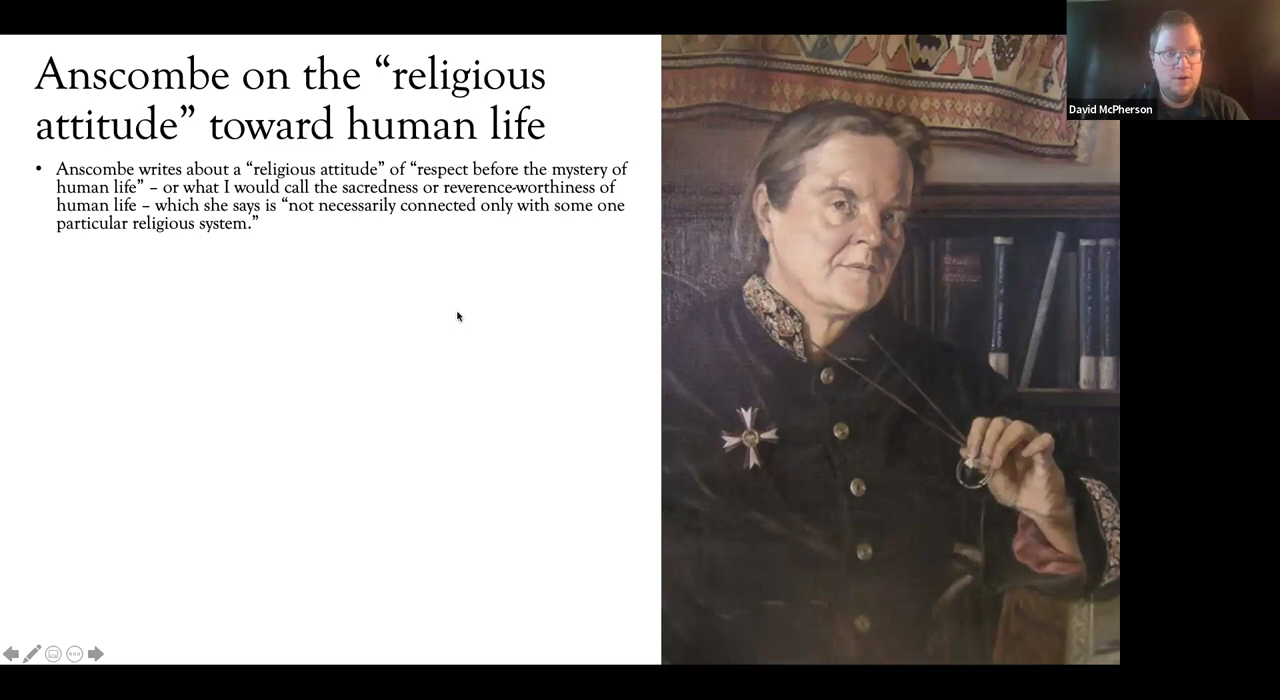 Anscombe on the “religious
attitude” toward human life
• Anscombe writes about a “religious attitude” of “respect before the mystery of
human life” – or what I would call the sacredness or reverence-worthiness of
human life – which she says is “not necessarily connected only with some one
particular religious system.”
David McPherson